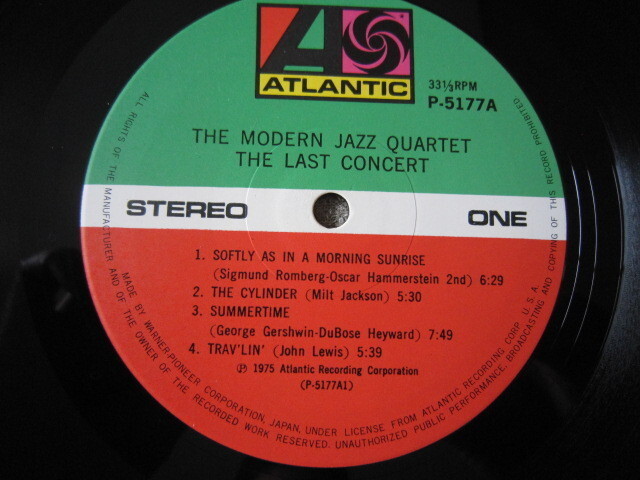 ATLANTIC
33⅓RPM
P-5177A
THE MODERN JAZZ QUARTET
THE LAST CONCERT
STEREO
ONE
1. SOFTLY AS IN A MORNING SUNRISE
(Sigmund Romberg-Oscar Hammerstein 2nd) 6:29
2. THE CYLINDER (Milt Jackson) 5:30
3. SUMMERTIME
(George Gershwin-DuBose Heyward) 7:49
4. TRAV'LIN' (John Lewis) 5:39
℗ 1975 Atlantic Recording Corporation
(P-5177A1)
ALL RIGHTS OF THE MANUFACTURER AND OF THE OWNER OF THE RECORDED WORK RESERVED. UNAUTHORIZED PUBLIC PERFORMANCE, BROADCASTING AND COPYING OF THIS RECORD PROHIBITED
MADE BY WARNER-PIONEER CORPORATION, JAPAN, UNDER LICENSE FROM ATLANTIC RECORDING CORP. U.S.A.